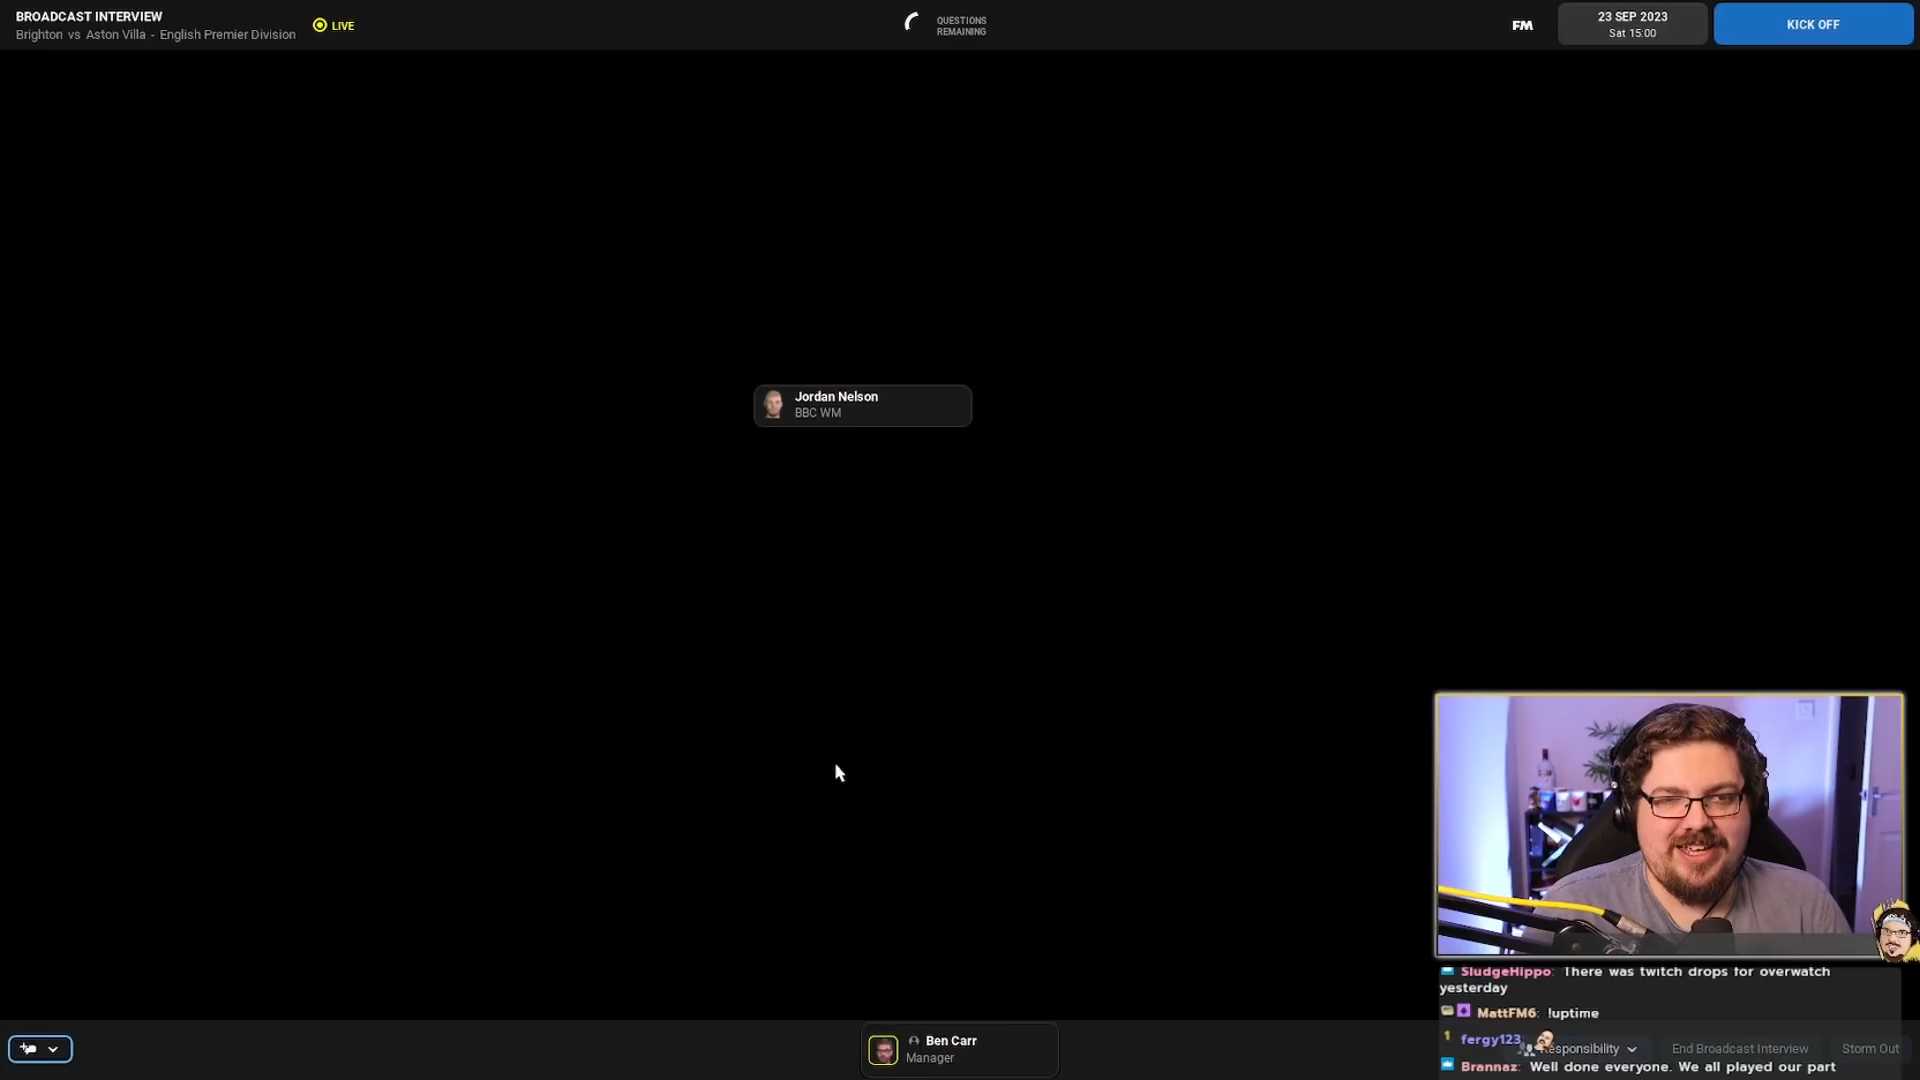 BROADCAST INTERVIEW
Brighton vs Aston Villa - English Premier Division
LIVE
QUESTIONS
REMAINING
FM
23 SEP 2023
Sat 15:00
KICK OFF
Jordan Nelson
BBC WM
SludgeHippo: There was twitch drops for overwatch
yesterday
MattFM6: !uptime
fergy123:
Brannaz: Well done everyone. We all played our part
Ben Carr
Manager
Responsibility
End Broadcast Interview
Storm Out